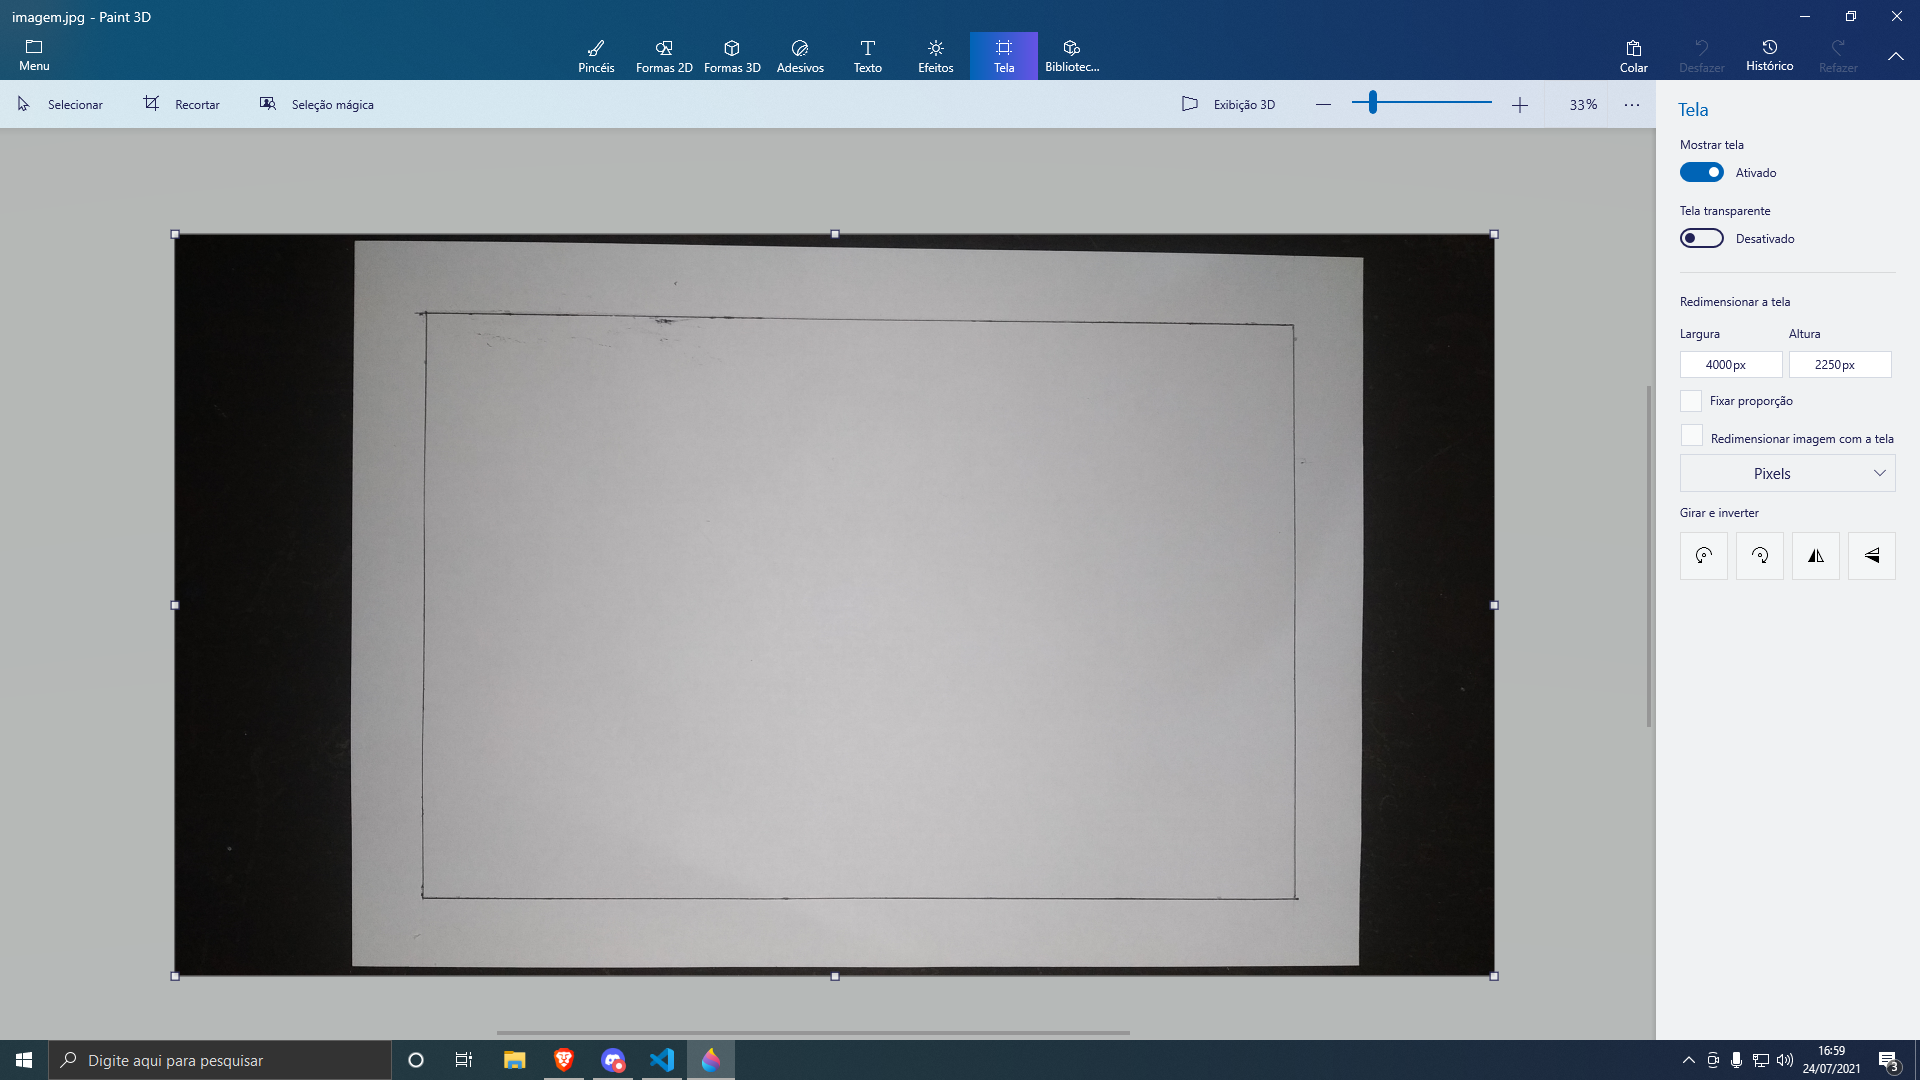 imagem.jpg - Paint 3D
Menu
Pincéis
Formas 2D
Formas 3D
Adesivos
Texto
Efeitos
Tela
Bibliotec...
Colar
Desfazer
Histórico
Refazer
Selecionar
Recortar
Seleção mágica
Exibição 3D
33%
Tela
Mostrar tela
Ativado
Tela transparente
Desativado
Redimensionar a tela
Largura
Altura
4000px
2250px
Fixar proporção
Redimensionar imagem com a tela
Pixels
Girar e inverter
Digite aqui para pesquisar
16:59
24/07/2021
3